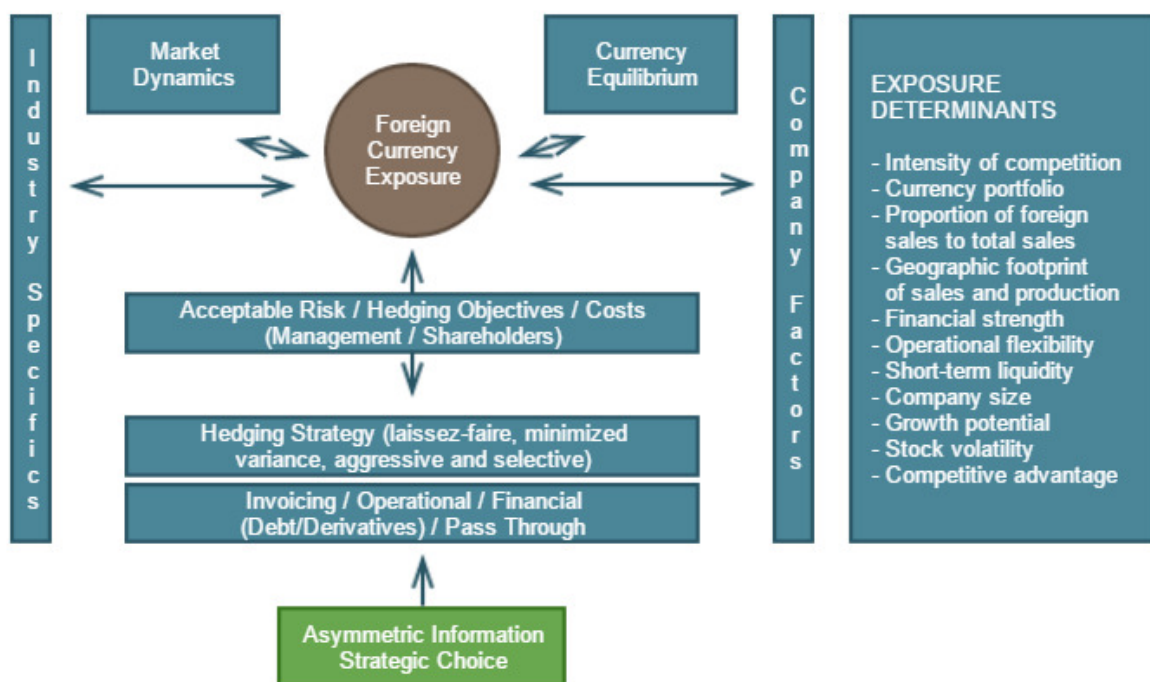 Industry Specifics
Market
Dynamics
Foreign
Currency
Exposure
Currency
Equilibrium
Company Factors
EXPOSURE
DETERMINANTS
- Intensity of competition
- Currency portfolio
- Proportion of foreign
sales to total sales
- Geographic footprint
of sales and production
- Financial strength
- Operational flexibility
- Short-term liquidity
- Company size
- Growth potential
- Stock volatility
- Competitive advantage
Acceptable Risk / Hedging Objectives / Costs
(Management / Shareholders)
Hedging Strategy (laissez-faire, minimized
variance, aggressive and selective)
Invoicing / Operational / Financial
(Debt/Derivatives) / Pass Through
Asymmetric Information
Strategic Choice